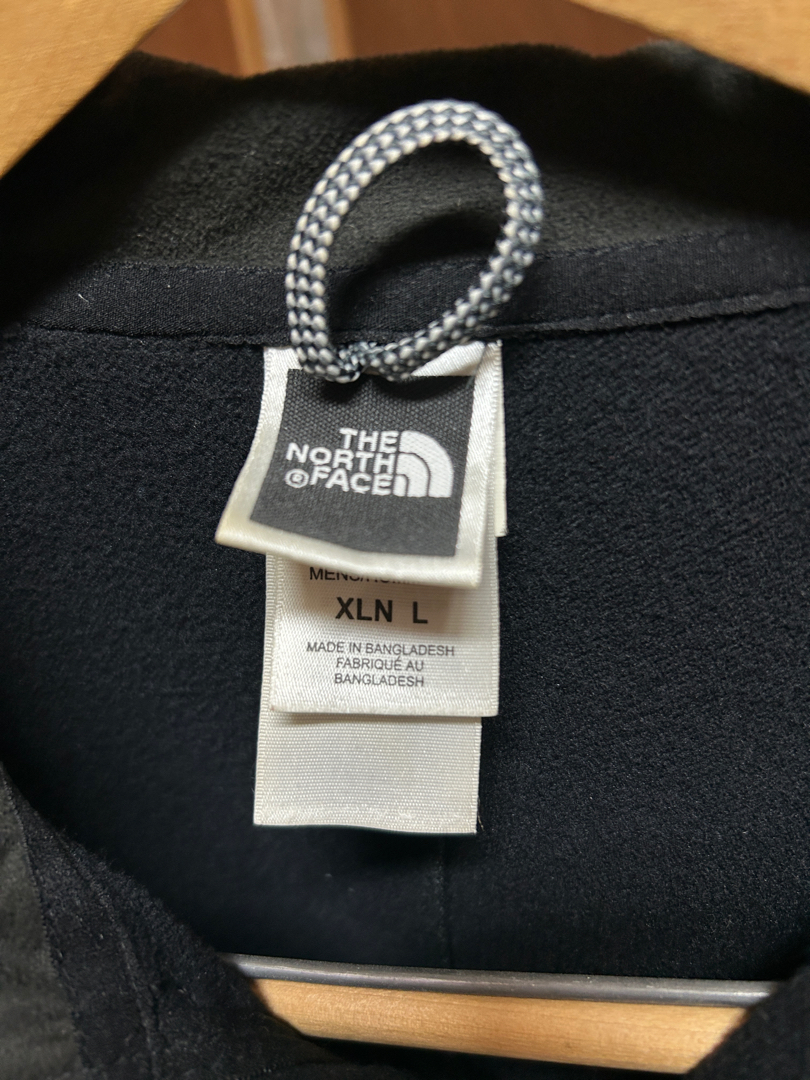 THE
NORTH
®FACE
XLN L
MADE IN BANGLADESH
FABRIQUÉ AU
BANGLADESH